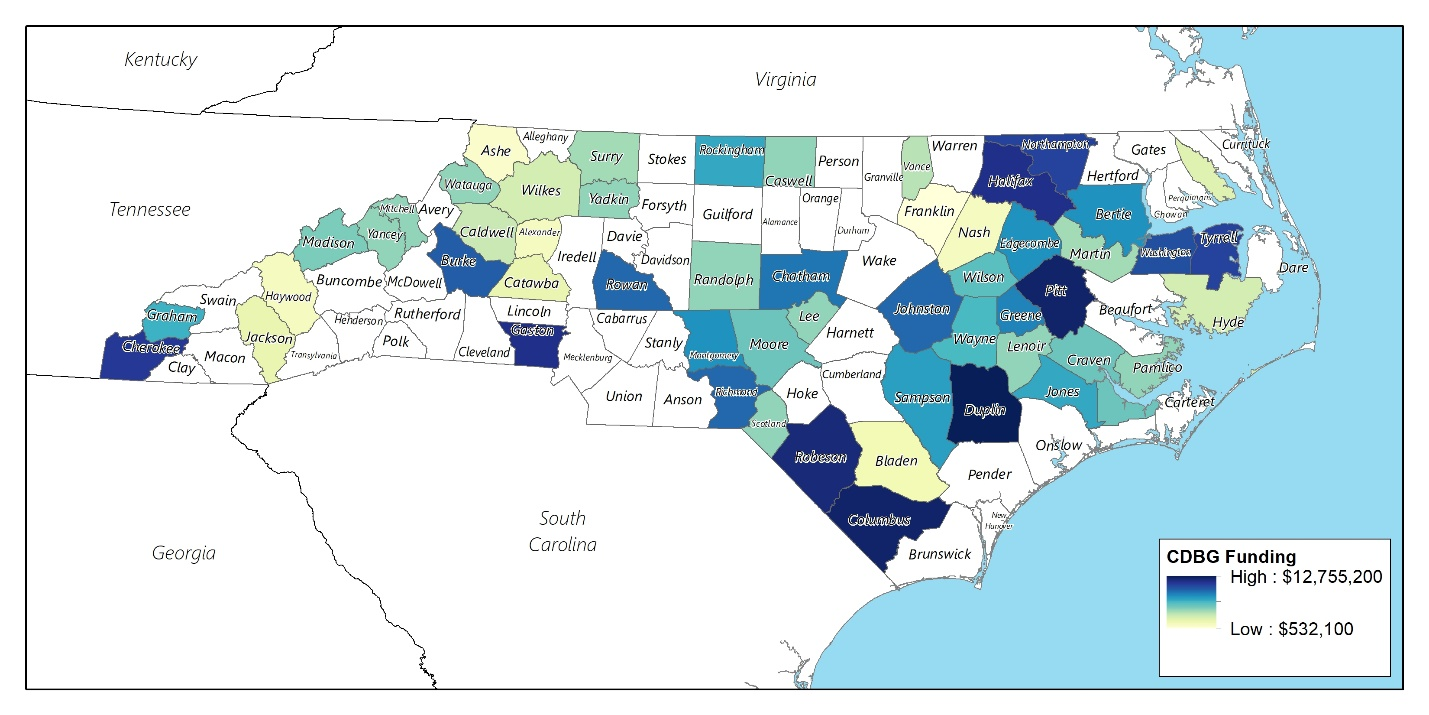 Kentucky
Virginia
Tennessee
Georgia
South
Carolina
Ashe
Alleghany
Surry
Stokes
Rockingham
Caswell
Person
Granville
Vance
Warren
Northampton
Halifax
Hertford
Gates
Currituck
Perquimans
Chowan
Bertie
Watauga
Wilkes
Yadkin
Forsyth
Guilford
Alamance
Orange
Durham
Franklin
Nash
Edgecombe
Martin
Washington
Tyrrell
Dare
Mitchell
Avery
Yancey
Madison
Caldwell
Alexander
Iredell
Davie
Davidson
Randolph
Chatham
Wake
Wilson
Pitt
Beaufort
Hyde
Burke
Catawba
Rowan
Johnston
Greene
Buncombe
McDowell
Haywood
Swain
Graham
Cherokee
Clay
Macon
Jackson
Transylvania
Henderson
Polk
Rutherford
Cleveland
Lincoln
Gaston
Mecklenburg
Cabarrus
Stanly
Montgomery
Moore
Lee
Harnett
Wayne
Lenoir
Craven
Pamlico
Union
Anson
Richmond
Scotland
Hoke
Cumberland
Sampson
Duplin
Jones
Carteret
Onslow
Robeson
Bladen
Pender
Columbus
Brunswick
New
Hanover
CDBG Funding
High : $12,755,200
Low : $532,100